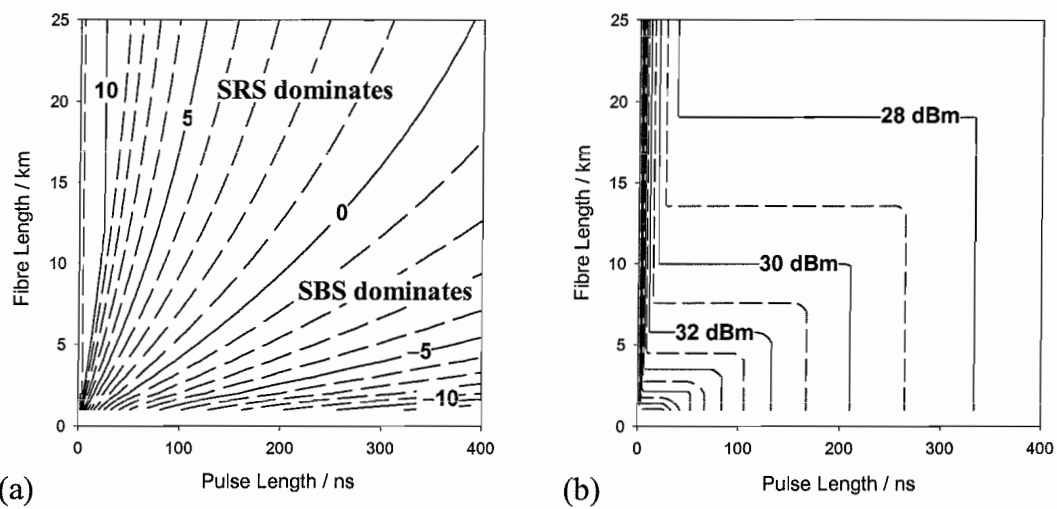 25
20
15
10
5
0
Fibre Length / km
10
5
SRS dominates
0
SBS dominates
–5
–10
0
100
200
300
400
Pulse Length / ns
(a)
25
20
15
10
5
0
Fibre Length / km
28 dBm
30 dBm
32 dBm
0
100
200
300
400
Pulse Length / ns
(b)